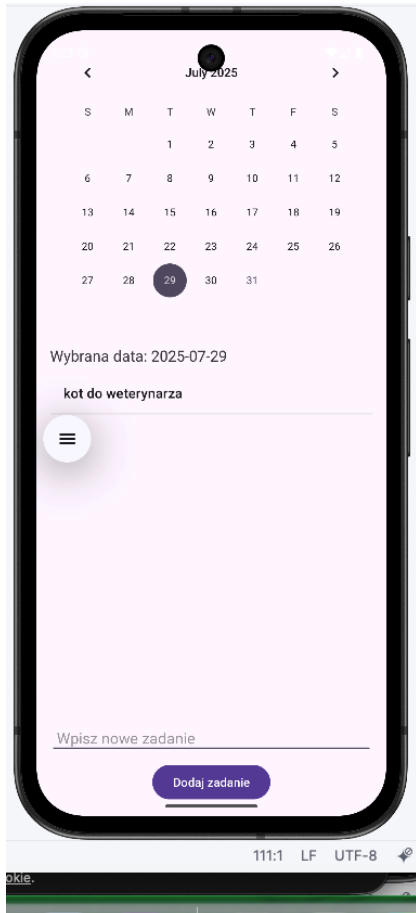 July 2025
S M T W T F S
1 2 3 4 5
6 7 8 9 10 11 12
13 14 15 16 17 18 19
20 21 22 23 24 25 26
27 28 29 30 31
Wybrana data: 2025-07-29
kot do weterynarza
Wpisz nowe zadanie
Dodaj zadanie
111:1 LF UTF-8
okie.